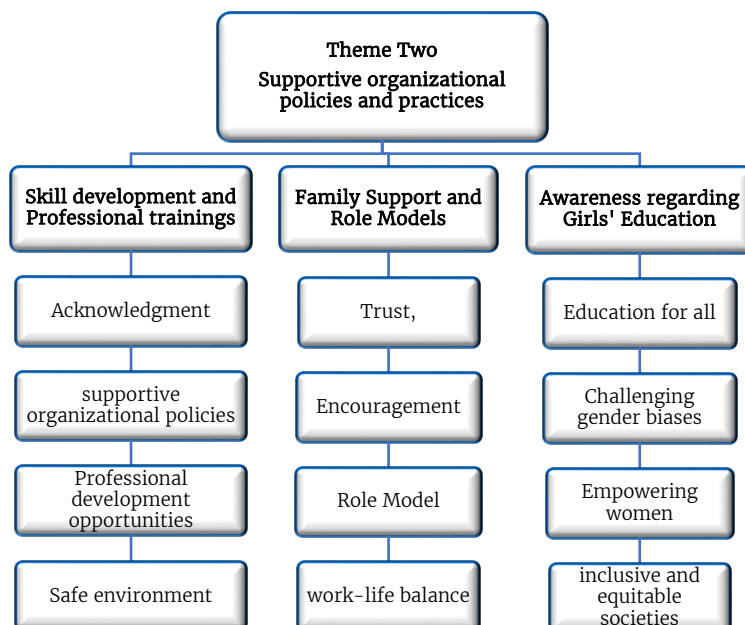 Theme Two
Supportive organizational
policies and practices
Skill development and
Professional trainings
Acknowledgment
supportive
organizational policies
Professional
development
opportunities
Safe environment
Family Support and
Role Models
Trust,
Encouragement
Role Model
work-life balance
Awareness regarding
Girls' Education
Education for all
Challenging
gender biases
Empowering
women
inclusive and
equitable
societies